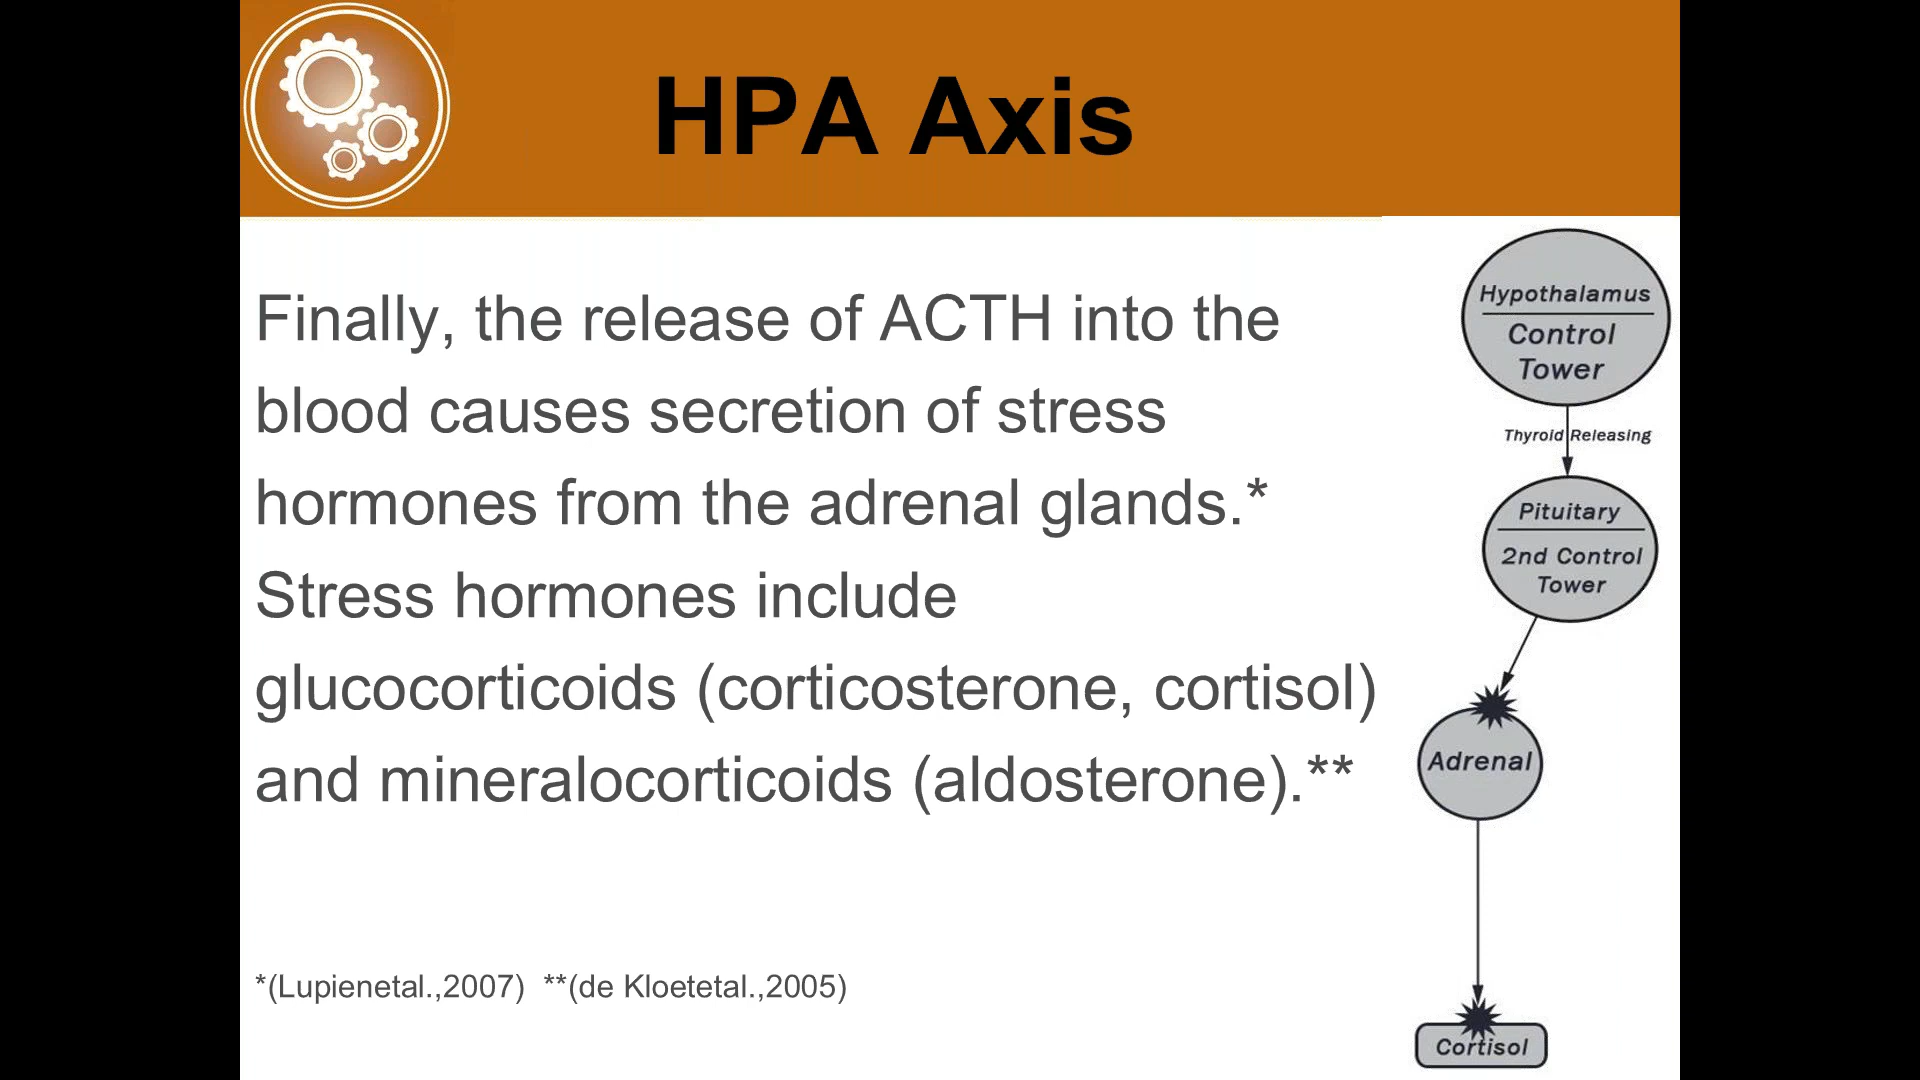 HPA Axis
Finally, the release of ACTH into the
blood causes secretion of stress
hormones from the adrenal glands.*
Stress hormones include
glucocorticoids (corticosterone, cortisol)
and mineralocorticoids (aldosterone).**
*(Lupienetal.,2007) **(de Kloetetal.,2005)
Hypothalamus
Control
Tower
Thyroid Releasing
Pituitary
2nd Control
Tower
Adrenal
Cortisol